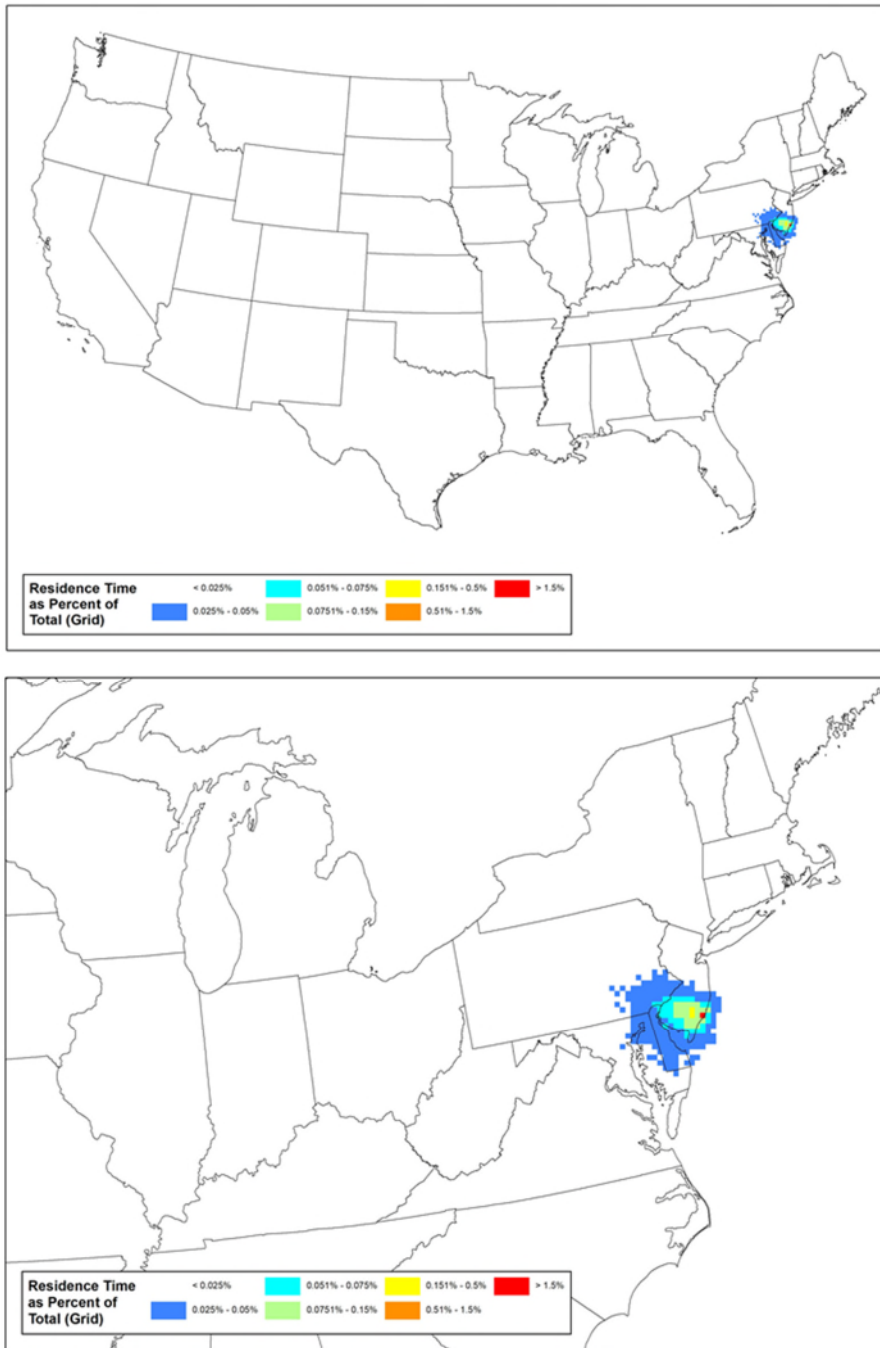 Residence Time
as Percent of
Total (Grid)
< 0.025%
0.051% - 0.075%
0.151% - 0.5%
> 1.5%
0.025% - 0.05%
0.0751% - 0.15%
0.51% - 1.5%
Residence Time
as Percent of
Total (Grid)
< 0.025%
0.051% - 0.075%
0.151% - 0.5%
> 1.5%
0.025% - 0.05%
0.0751% - 0.15%
0.51% - 1.5%